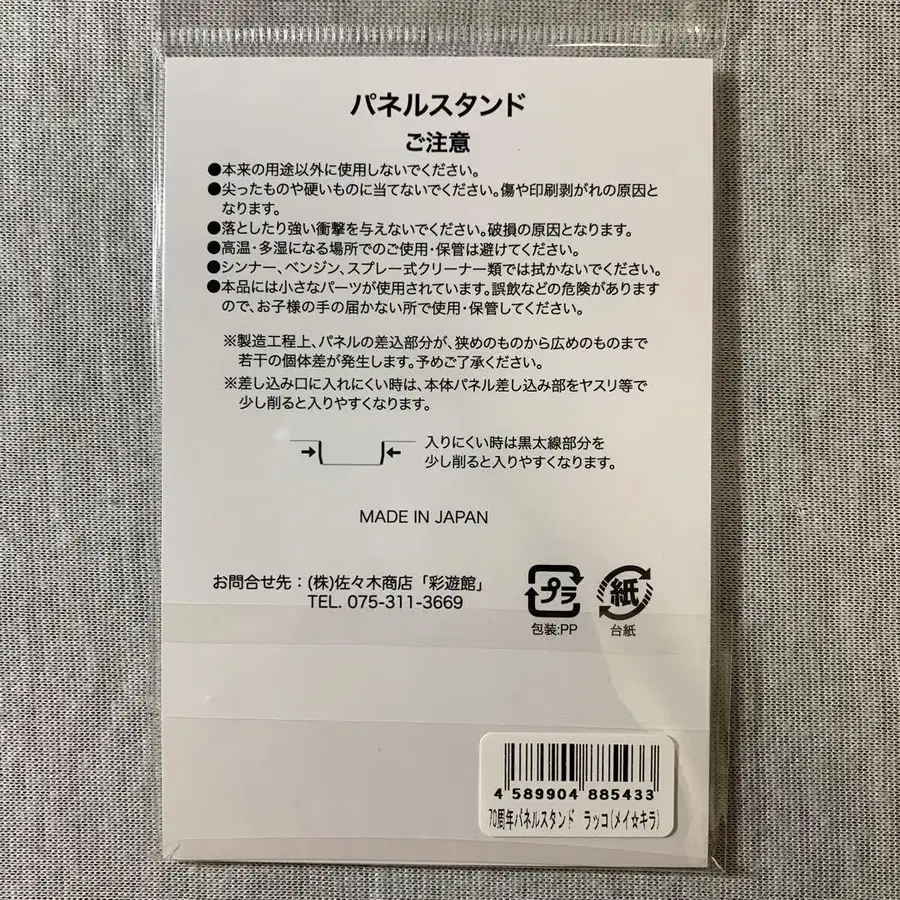 パネルスタンド
ご注意
●本来の用途以外に使用しないでください。
●尖ったものや硬いものに当てないでください。傷や印刷剥がれの原因と
なります。
●落としたり強い衝撃を与えないでください。破損の原因となります。
●高温・多湿になる場所でのご使用・保管は避けてください。
●シンナー、ベンジン、スプレー式クリーナー類では拭かないでください。
●本品には小さなパーツが使用されています。誤飲などの危険があります
ので、お子様の手の届かない所で使用・保管してください。
※製造工程上、パネルの差込部分が、狭めのものから広めのものまで
若干の個体差が発生します。予めご了承ください。
※差し込み口に入れにくい時は、本体パネル差し込み部をヤスリ等で
少し削ると入りやすくなります。
入りにくい時は黒太線部分を
少し削ると入りやすくなります。
MADE IN JAPAN
お問合せ先：(株)佐々木商店「彩遊館」
TEL. 075-311-3669
プラ
包装:PP
紙
台紙
4 589904 885433
70周年パネルスタンド ラッコ(メイ☆キラ)